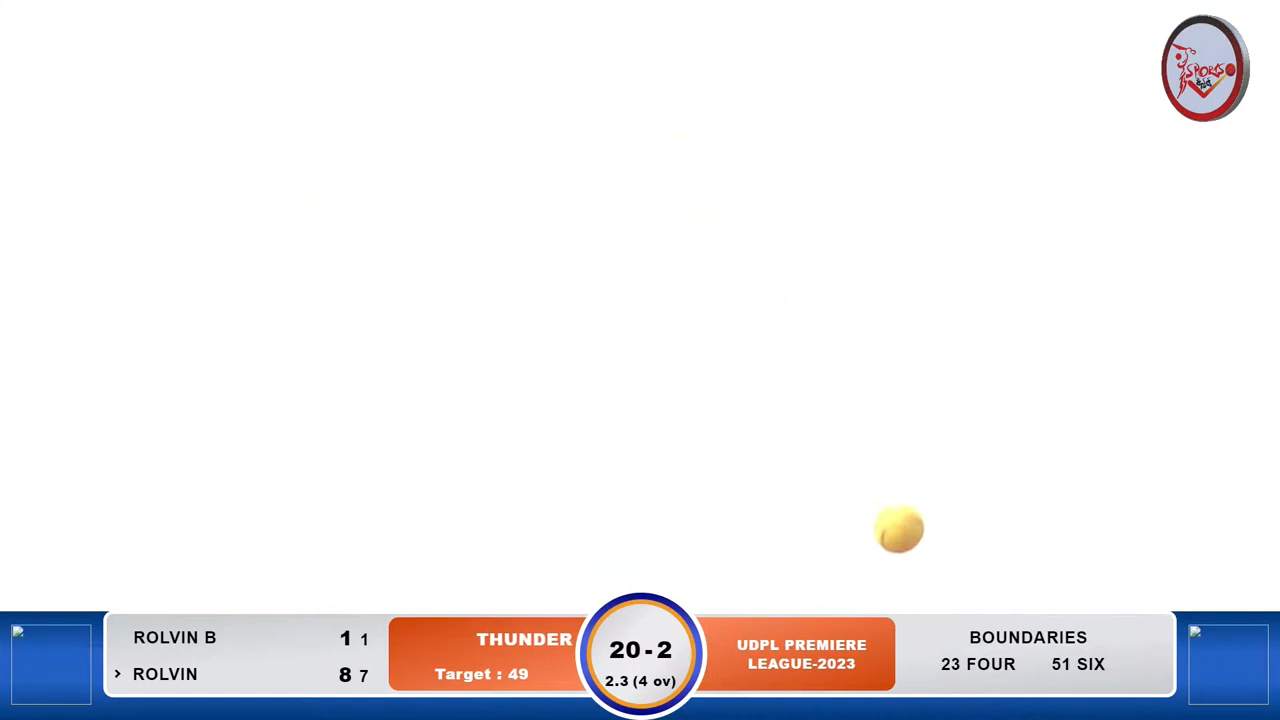 SPORTS
ROLVIN B 1 1
› ROLVIN 8 7
THUNDER
Target : 49
20-2
2.3 (4 ov)
UDPL PREMIERE
LEAGUE-2023
BOUNDARIES
23 FOUR 51 SIX